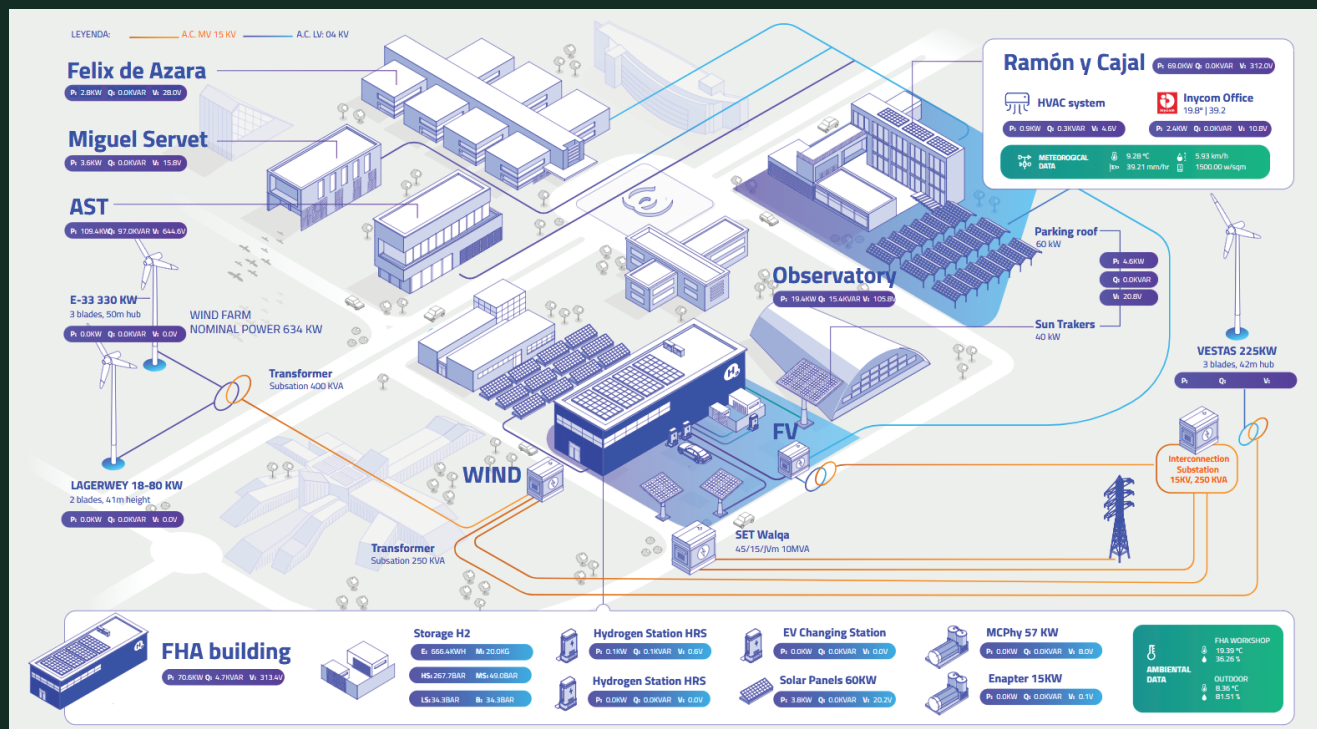 LEYENDA:
A.C. MV 15 KV
A.C. LV: 04 KV
Felix de Azara
P: 2.8KW Q: 0.0KVAR V: 28.0V
Miguel Servet
P: 3.6KW Q: 0.0KVAR V: 15.8V
AST
P: 109.4KW Q: 97.0KVAR V: 644.6V
E-33 330 KW
3 blades, 50m hub
P: 0.0KW Q: 0.0KVAR V: 0.0V
WIND FARM
NOMINAL POWER 634 KW
Transformer
Subsation 400 KVA
LAGERWEY 18-80 KW
2 blades, 41m height
P: 0.0KW Q: 0.0KVAR V: 0.0V
WIND
Transformer
Subsation 250 KVA
Ramón y Cajal
P: 69.0KW Q: 0.0KVAR V: 312.0V
HVAC system
P: 0.9KW Q: 0.3KVAR V: 4.6V
inycom
Inycom Office
19.8° | 39.2
P: 2.4KW Q: 0.0KVAR V: 10.8V
METEOROGICAL
DATA
9.28 °C
39.21 mm/hr
5.93 km/h
1500.00 w/sqm
Parking roof
60 kW
P: 4.6KW
Q: 0.0KVAR
V: 20.8V
Observatory
P: 19.4KW Q: 15.4KVAR V: 105.8V
Sun Trakers
40 kW
VESTAS 225KW
3 blades, 42m hub
P: Q: V:
H2
FV
Interconnection
Substation
15KV, 250 KVA
SET Walqa
45/15/JVm 10MVA
FHA building
P: 70.6KW Q: 4.7KVAR V: 313.4V
Storage H2
E: 666.4KWH M: 20.0KG
HS: 267.7BAR MS: 49.0BAR
LS: 34.3BAR B: 34.3BAR
Hydrogen Station HRS
P: 0.1KW Q: 0.1KVAR V: 0.6V
Hydrogen Station HRS
P: 0.0KW Q: 0.0KVAR V: 0.0V
EV Changing Station
P: 0.0KW Q: 0.0KVAR V: 0.0V
Solar Panels 60KW
P: 3.8KW Q: 0.0KVAR V: 20.2V
MCPhy 57 KW
P: 0.0KW Q: 0.0KVAR V: 8.0V
Enapter 15KW
P: 0.0KW Q: 0.0KVAR V: 0.1V
AMBIENTAL
DATA
FHA WORKSHOP
19.39 °C
36.26 %
OUTDOOR
8.36 °C
81.51 %